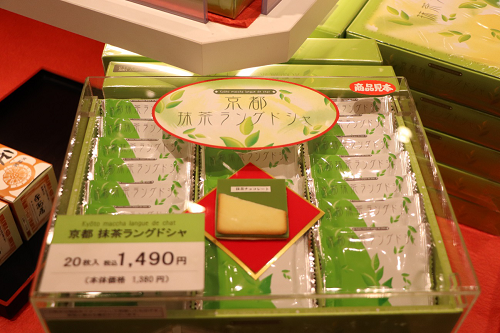 Kyoto matcha langue de chat
京都
抹茶ラングドシャ
商品見本
Kyoto matcha langue de chat
京都 抹茶ラングドシャ
20枚入 税込1,490円
(本体価格 1,380円)